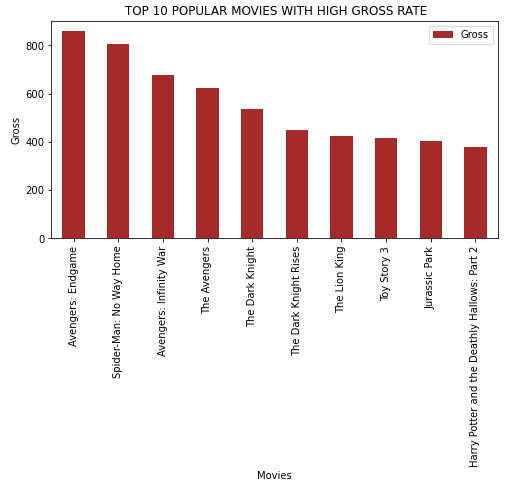 TOP 10 POPULAR MOVIES WITH HIGH GROSS RATE
Gross
Gross
800
600
400
200
0
Avengers: Endgame
Spider-Man: No Way Home
Avengers: Infinity War
The Avengers
The Dark Knight
The Dark Knight Rises
The Lion King
Toy Story 3
Jurassic Park
Harry Potter and the Deathly Hallows: Part 2
Movies